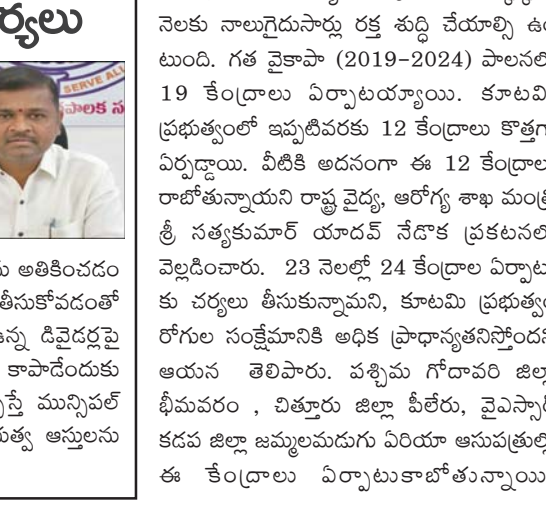 ర్యలు
SERVE ALL
పాలక స
అతికించడం
తీసుకోవడంతో
ఉన్న డివైడర్లపై
కాపాడేందుకు
స్తే మున్సిపల్
త్వ ఆస్తులను
నెలకు నాలుగైదుసార్లు రక్త శుద్ధి చేయాల్సి ఉం
టుంది. గత వైకాపా (2019-2024) పాలనలో
19 కేంద్రాలు ఏర్పాటయ్యాయి. కూటమి
ప్రభుత్వంలో ఇప్పటివరకు 12 కేంద్రాలు కొత్తగా
ఏర్పడ్డాయి. వీటికి అదనంగా ఈ 12 కేంద్రాలు
రాబోతున్నాయని రాష్ట్ర వైద్య, ఆరోగ్య శాఖ మంత్రి
శ్రీ సత్యకుమార్ యాదవ్ నేడొక ప్రకటనలో
వెల్లడించారు. 23 నెలల్లో 24 కేంద్రాల ఏర్పాటు
కు చర్యలు తీసుకున్నామని, కూటమి ప్రభుత్వం
రోగుల సంక్షేమానికి అధిక ప్రాధాన్యతనిస్తోందని
ఆయన తెలిపారు. పశ్చిమ గోదావరి జిల్లా
భీమవరం , చిత్తూరు జిల్లా పీలేరు, వైఎస్సార్
కడప జిల్లా జమ్మలమడుగు ఏరియా ఆసుపత్రుల్లో
ఈ కేంద్రాలు ఏర్పాటుకాబోతున్నాయి.